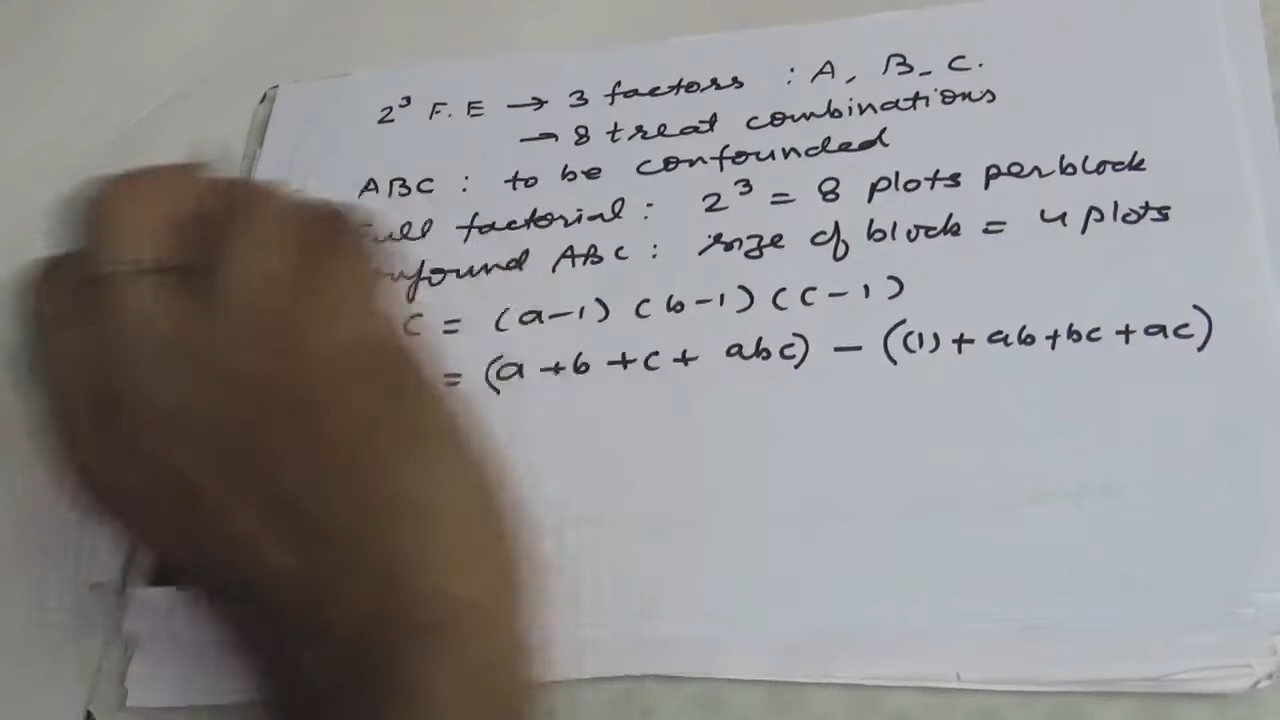 2³ F.E → 3 factors : A, B, C.
→ 8 treat combinations
ABC : to be confounded
Full factorial : 2³ = 8 plots per block
ABC : size of block = 4 plots
C = (a-1) (b-1) (c-1)
= (a+b+c+ abc) - ((1)+ab+bc+ac)